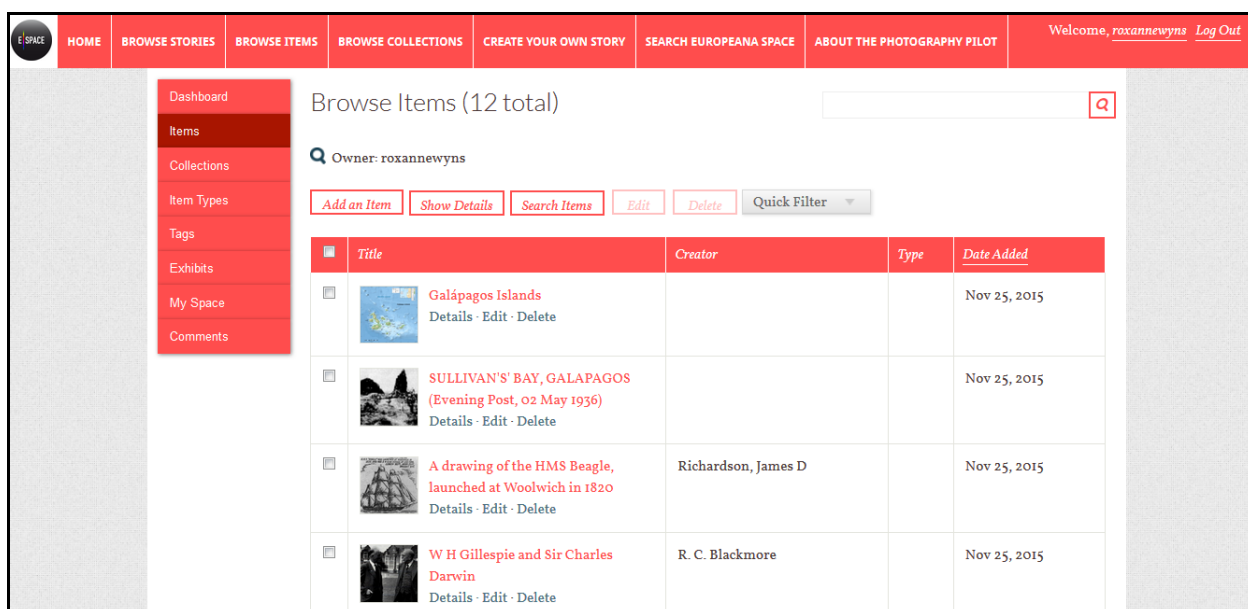 E SPACE
HOME
BROWSE STORIES
BROWSE ITEMS
BROWSE COLLECTIONS
CREATE YOUR OWN STORY
SEARCH EUROPEANA SPACE
ABOUT THE PHOTOGRAPHY PILOT
Welcome, roxannewyns Log Out
Dashboard
Items
Collections
Item Types
Tags
Exhibits
My Space
Comments
Browse Items (12 total)
Owner: roxannewyns
Add an Item
Show Details
Search Items
Edit
Delete
Quick Filter
Title
Creator
Type
Date Added
Galápagos Islands
Details · Edit · Delete
Nov 25, 2015
SULLIVAN'S' BAY, GALAPAGOS
(Evening Post, 02 May 1936)
Details · Edit · Delete
Nov 25, 2015
A drawing of the HMS Beagle,
launched at Woolwich in 1820
Details · Edit · Delete
Richardson, James D
Nov 25, 2015
W H Gillespie and Sir Charles
Darwin
Details · Edit · Delete
R. C. Blackmore
Nov 25, 2015